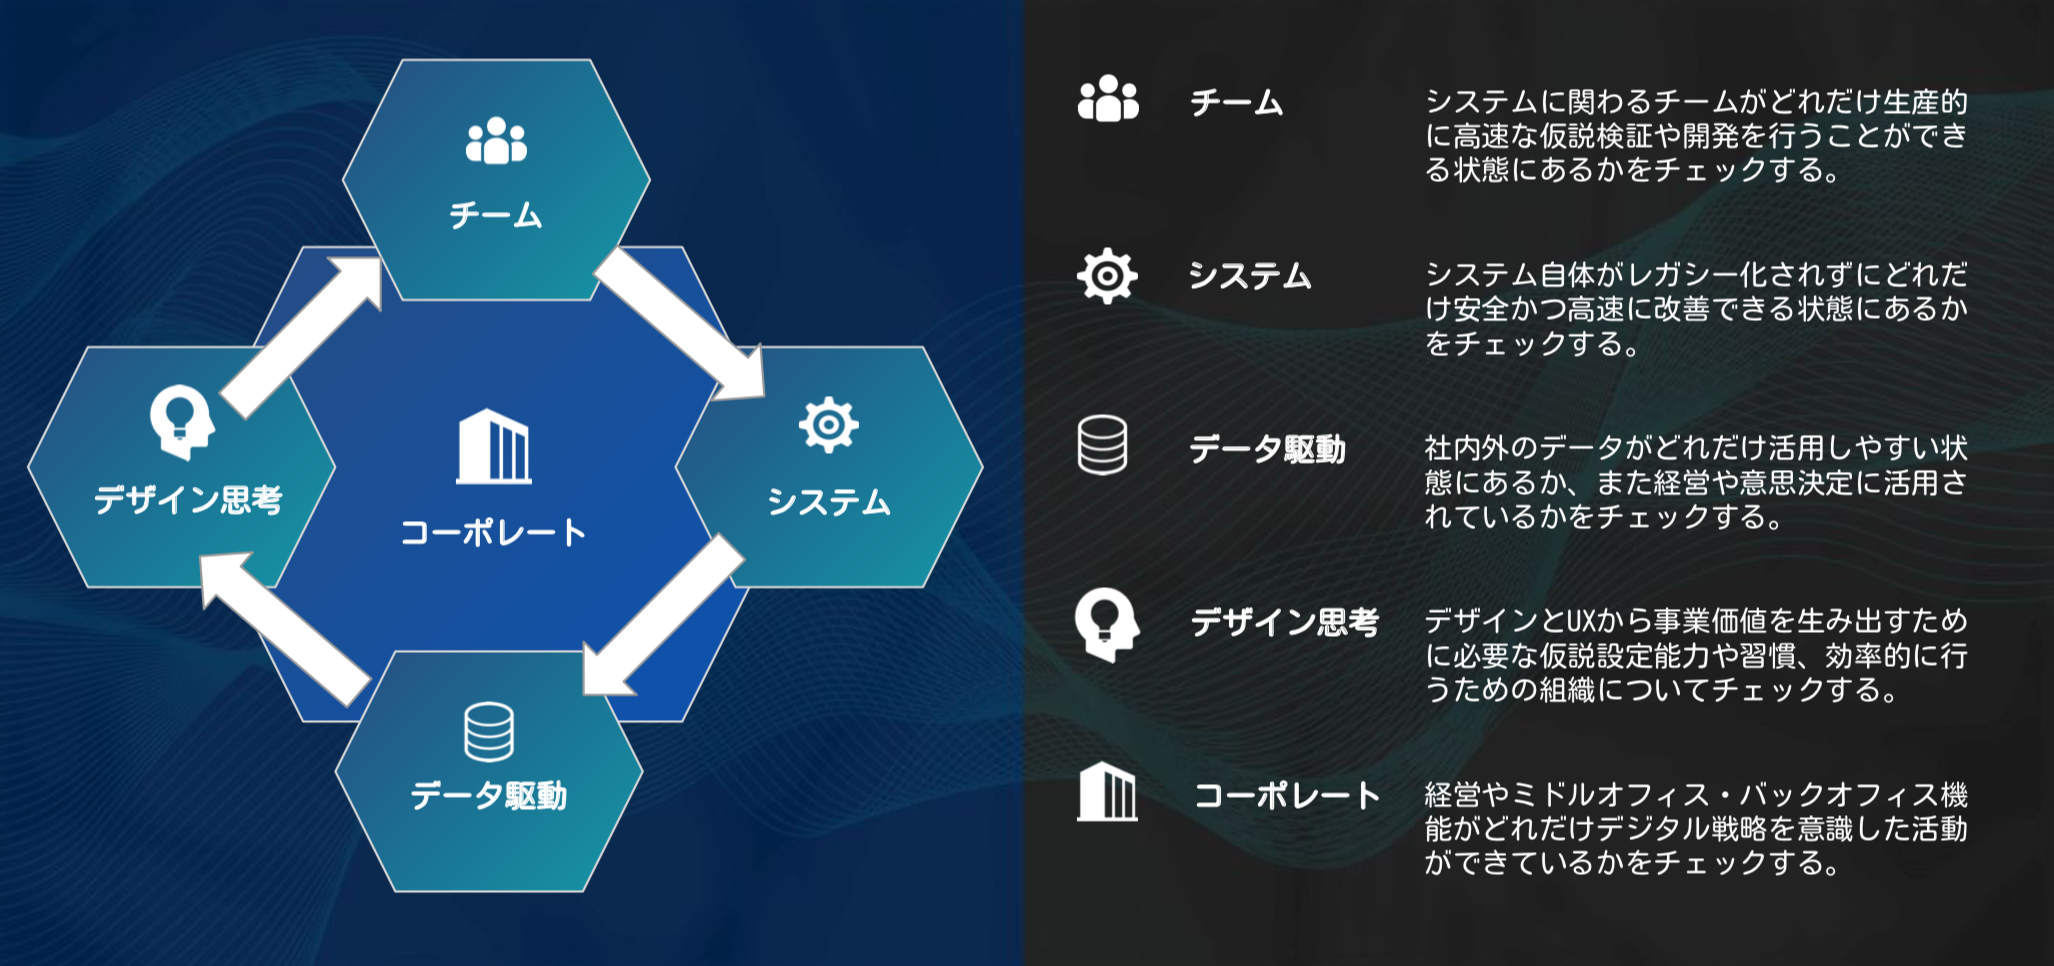 チーム
デザイン思考
コーポレート
システム
データ駆動
チーム
システムに関わるチームがどれだけ生産的
に高速な仮説検証や開発を行うことができ
る状態にあるかをチェックする。
システム
システム自体がレガシー化されずにどれだ
け安全かつ高速に改善できる状態にあるか
をチェックする。
データ駆動
社内外のデータがどれだけ活用しやすい状
態にあるか、また経営や意思決定に活用さ
れているかをチェックする。
デザイン思考
デザインとUXから事業価値を生み出すため
に必要な仮説設定能力や習慣、効率的に行
うための組織についてチェックする。
コーポレート
経営やミドルオフィス・バックオフィス機
能がどれだけデジタル戦略を意識した活動
ができているかをチェックする。